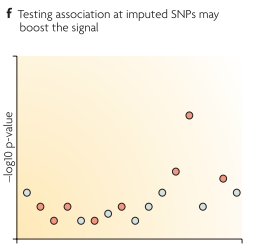 f Testing association at imputed SNPs may
boost the signal
–log10 p-value